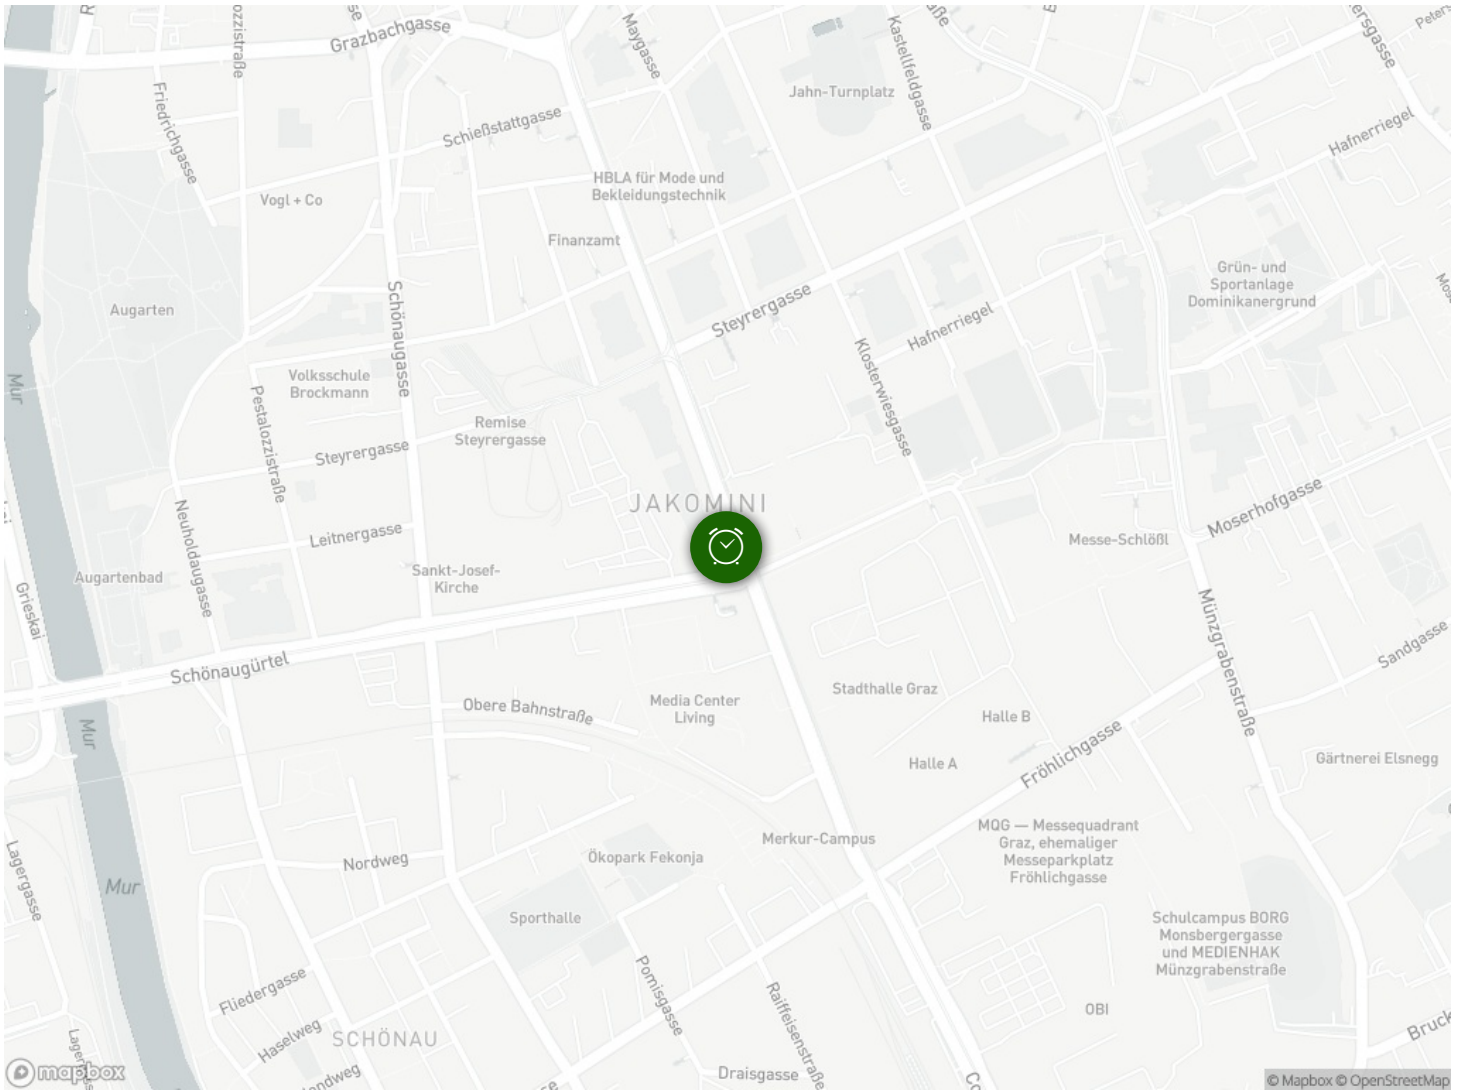 Grazbachgasse
Maygasse
Kastellfeldgasse
Jahn-Turnplatz
Friedrichgasse
Schießstattgasse
Hafnerriegel
HBLA für Mode und
Bekleidungstechnik
Vogl + Co
Finanzamt
Grün- und
Sportanlage
Dominikanergrund
Augarten
Schönaugasse
Steyrergasse
Hafnerriegel
Klosterwiesgasse
Mur
Volksschule
Brockmann
Pestalozzistraße
Remise
Steyrergasse
Steyrergasse
JAKOMINI
Moserhofgasse
Neuholdaugasse
Leitnergasse
Messe-Schlößl
Sankt-Josef-
Kirche
Augartenbad
Grieskai
Münzgrabenstraße
Sandgasse
Schönaugürtel
Stadthalle Graz
Media Center
Living
Obere Bahnstraße
Halle B
Mur
Halle A
Fröhlichgasse
Gärtnerei Elsnegg
Merkur-Campus
MQG — Messequadrant
Graz, ehemaliger
Messeparkplatz
Fröhlichgasse
Lagergasse
Nordweg
Ökopark Fekonja
Mur
Sporthalle
Schulcampus BORG
Monsbergergasse
und MEDIENHAK
Münzgrabenstraße
Fliedergasse
Pomisgasse
Raiffeisenstraße
OBI
Haselweg
SCHÖNAU
Draisgasse
mapbox
© Mapbox © OpenStreetMap